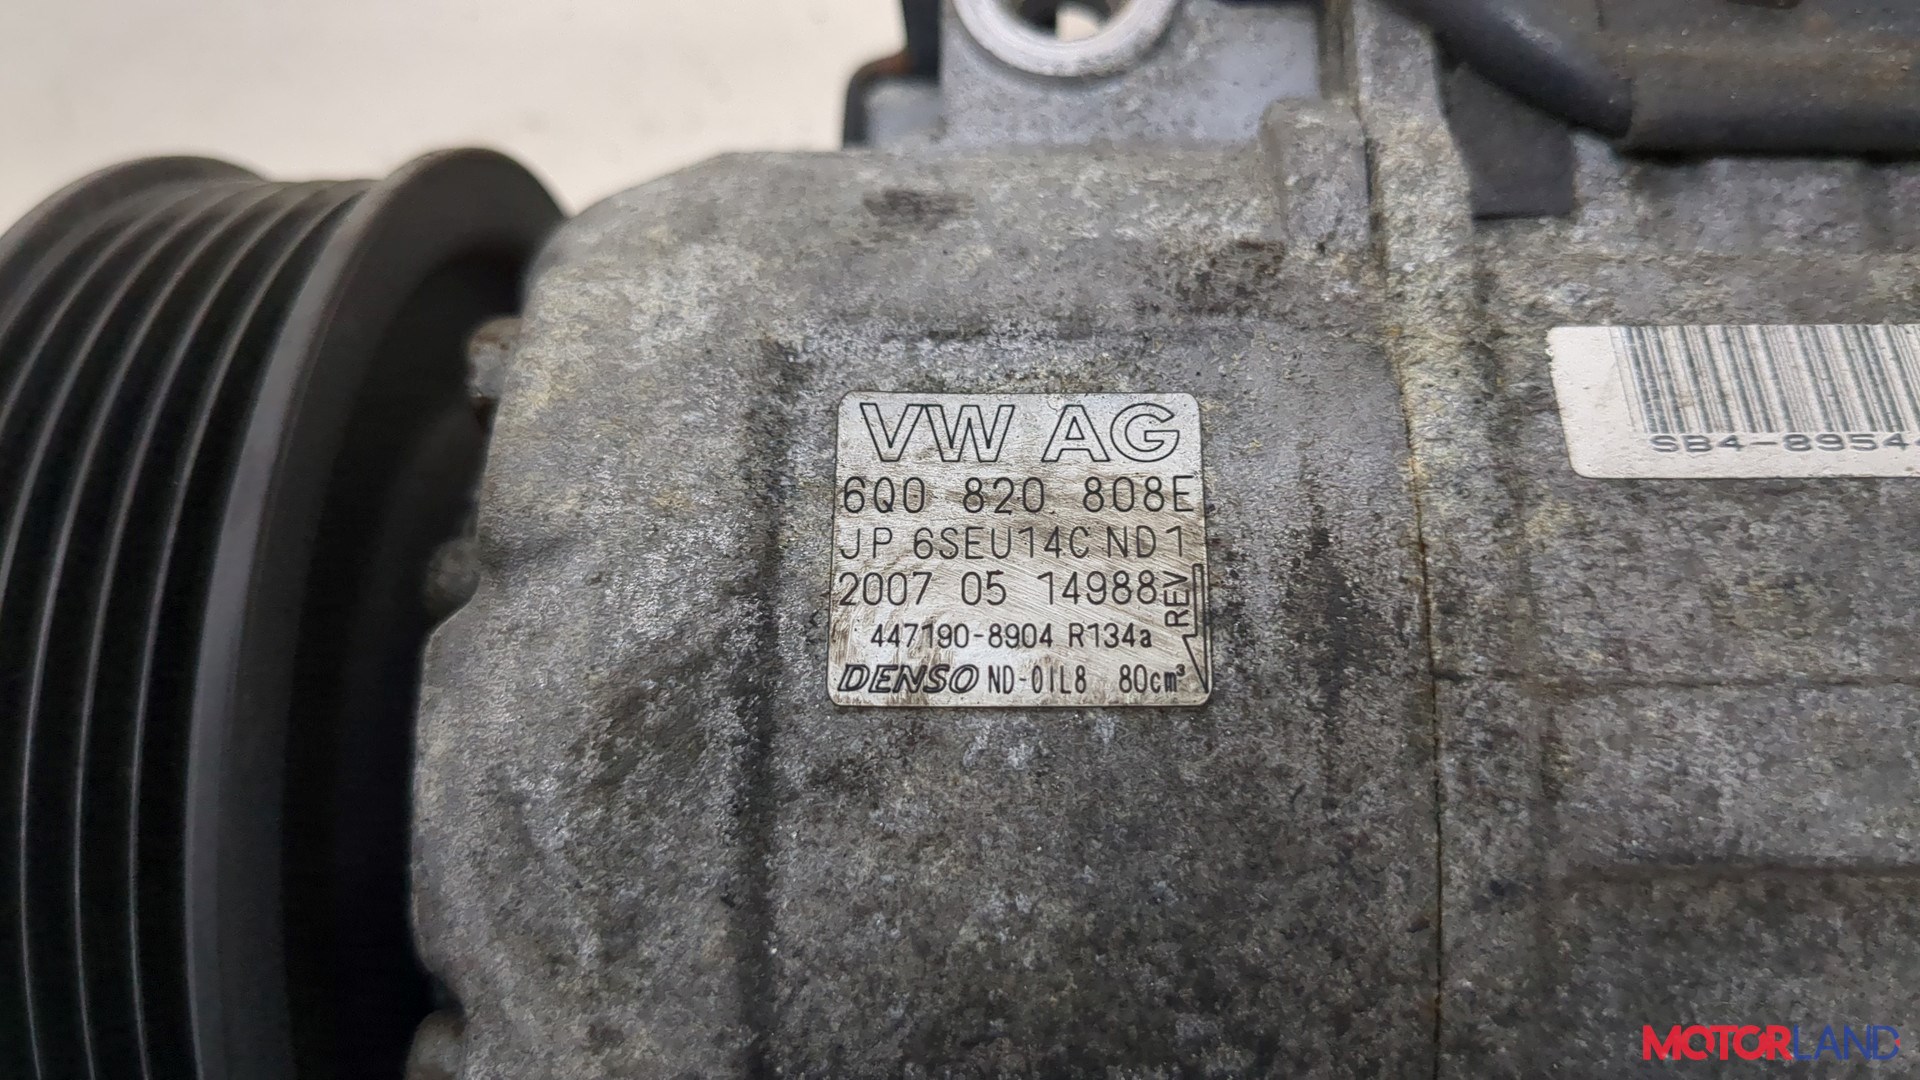 VW AG
6Q0 820 808E
JP 6SEU14C ND1
2007 05 14988
REV
447190-8904 R134a
DENSO ND-OIL8 80cm³
SB4-8954
MOTORLAND